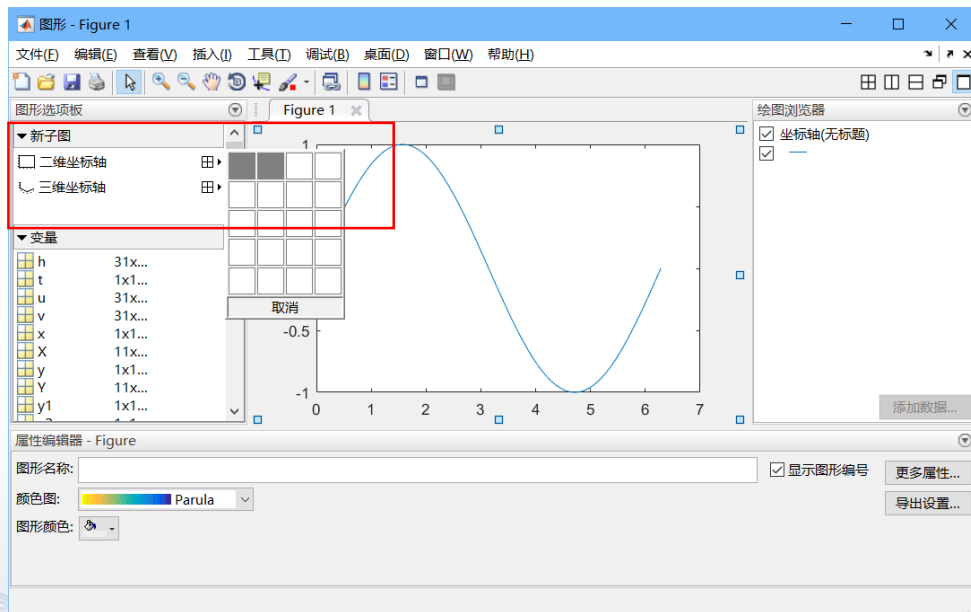 图形 - Figure 1
文件(F) 编辑(E) 查看(V) 插入(I) 工具(T) 调试(B) 桌面(D) 窗口(W) 帮助(H)
图形选项板
Figure 1
绘图浏览器
▼新子图
二维坐标轴
三维坐标轴
取消
▼变量
h 31x...
t 1x1...
u 31x...
v 31x...
x 1x1...
X 11x...
y 1x1...
Y 11x...
y1 1x1...
1
-0.5
-1
0 1 2 3 4 5 6 7
坐标轴(无标题)
添加数据...
属性编辑器 - Figure
图形名称:
显示图形编号
更多属性...
颜色图: Parula
导出设置...
图形颜色: